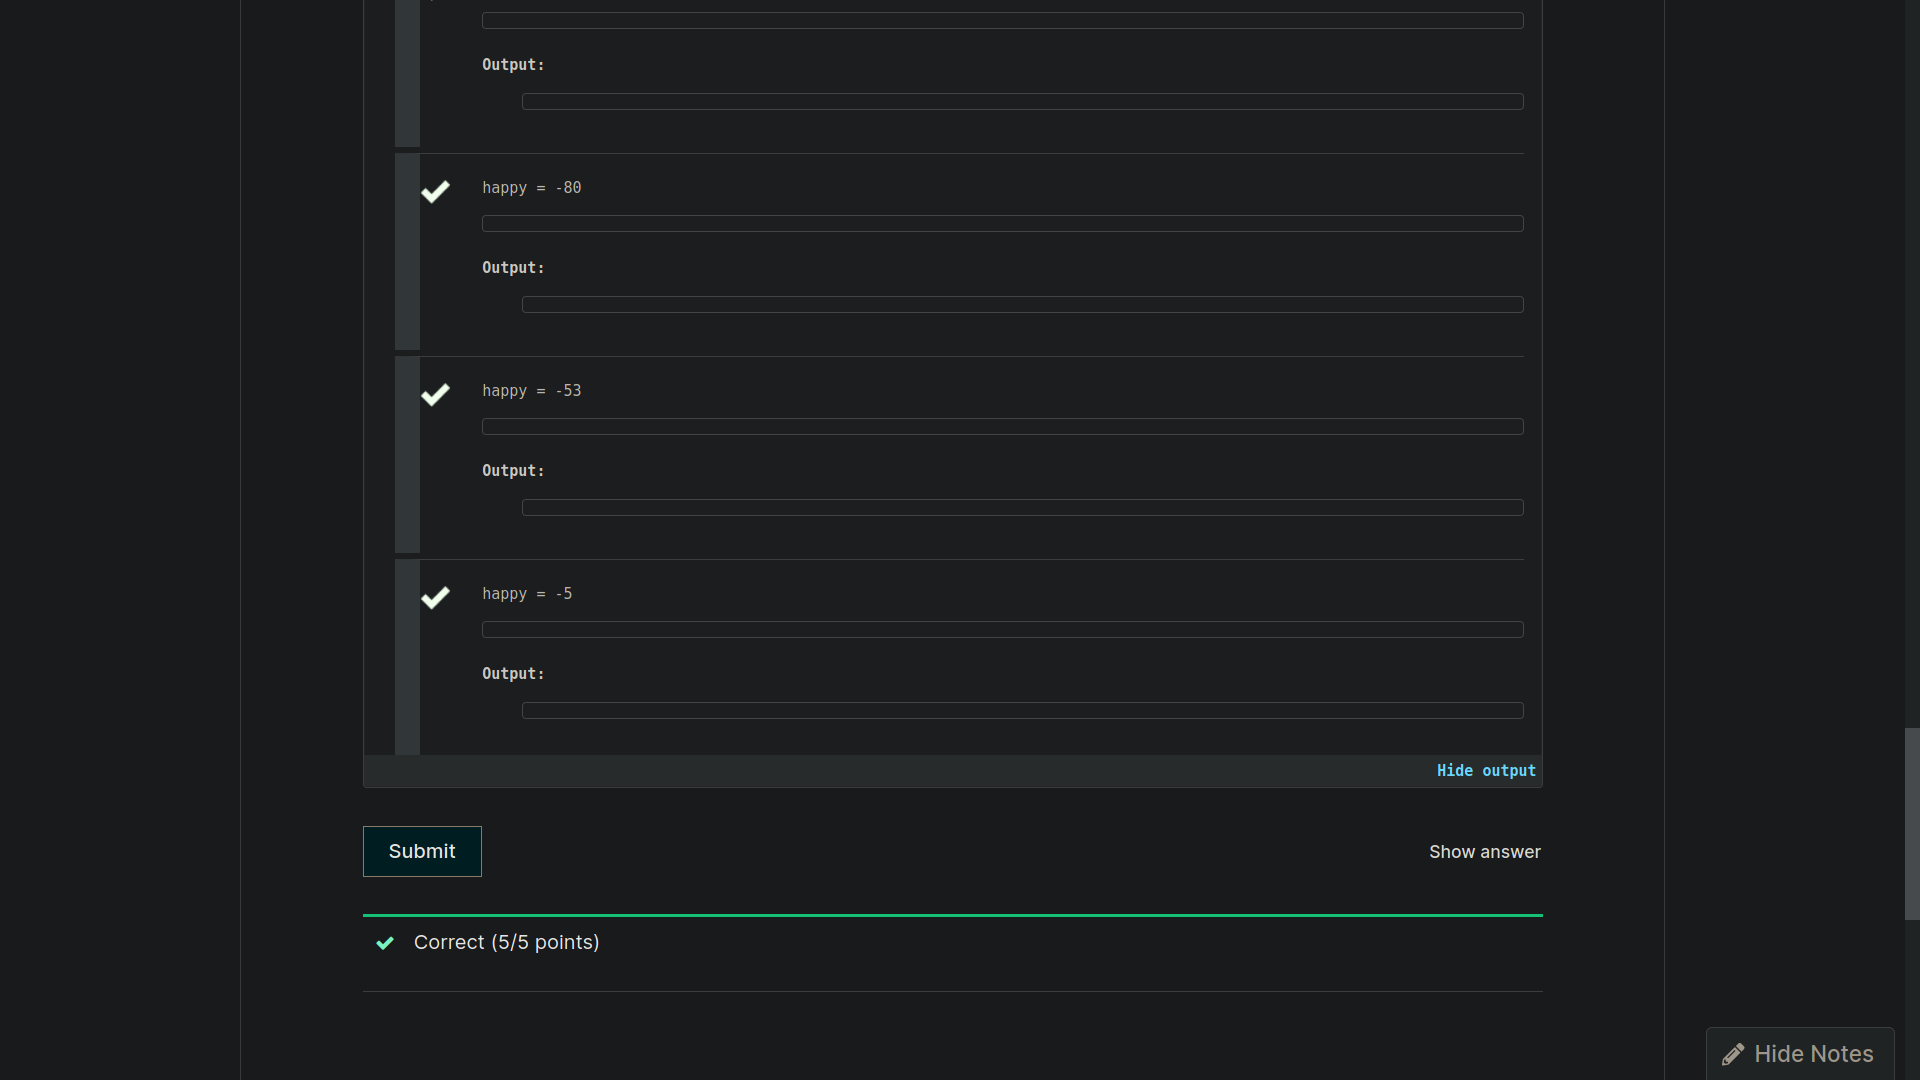 Output:
happy = -80
Output:
happy = -53
Output:
happy = -5
Output:
Hide output
Submit
Show answer
Correct (5/5 points)
Hide Notes